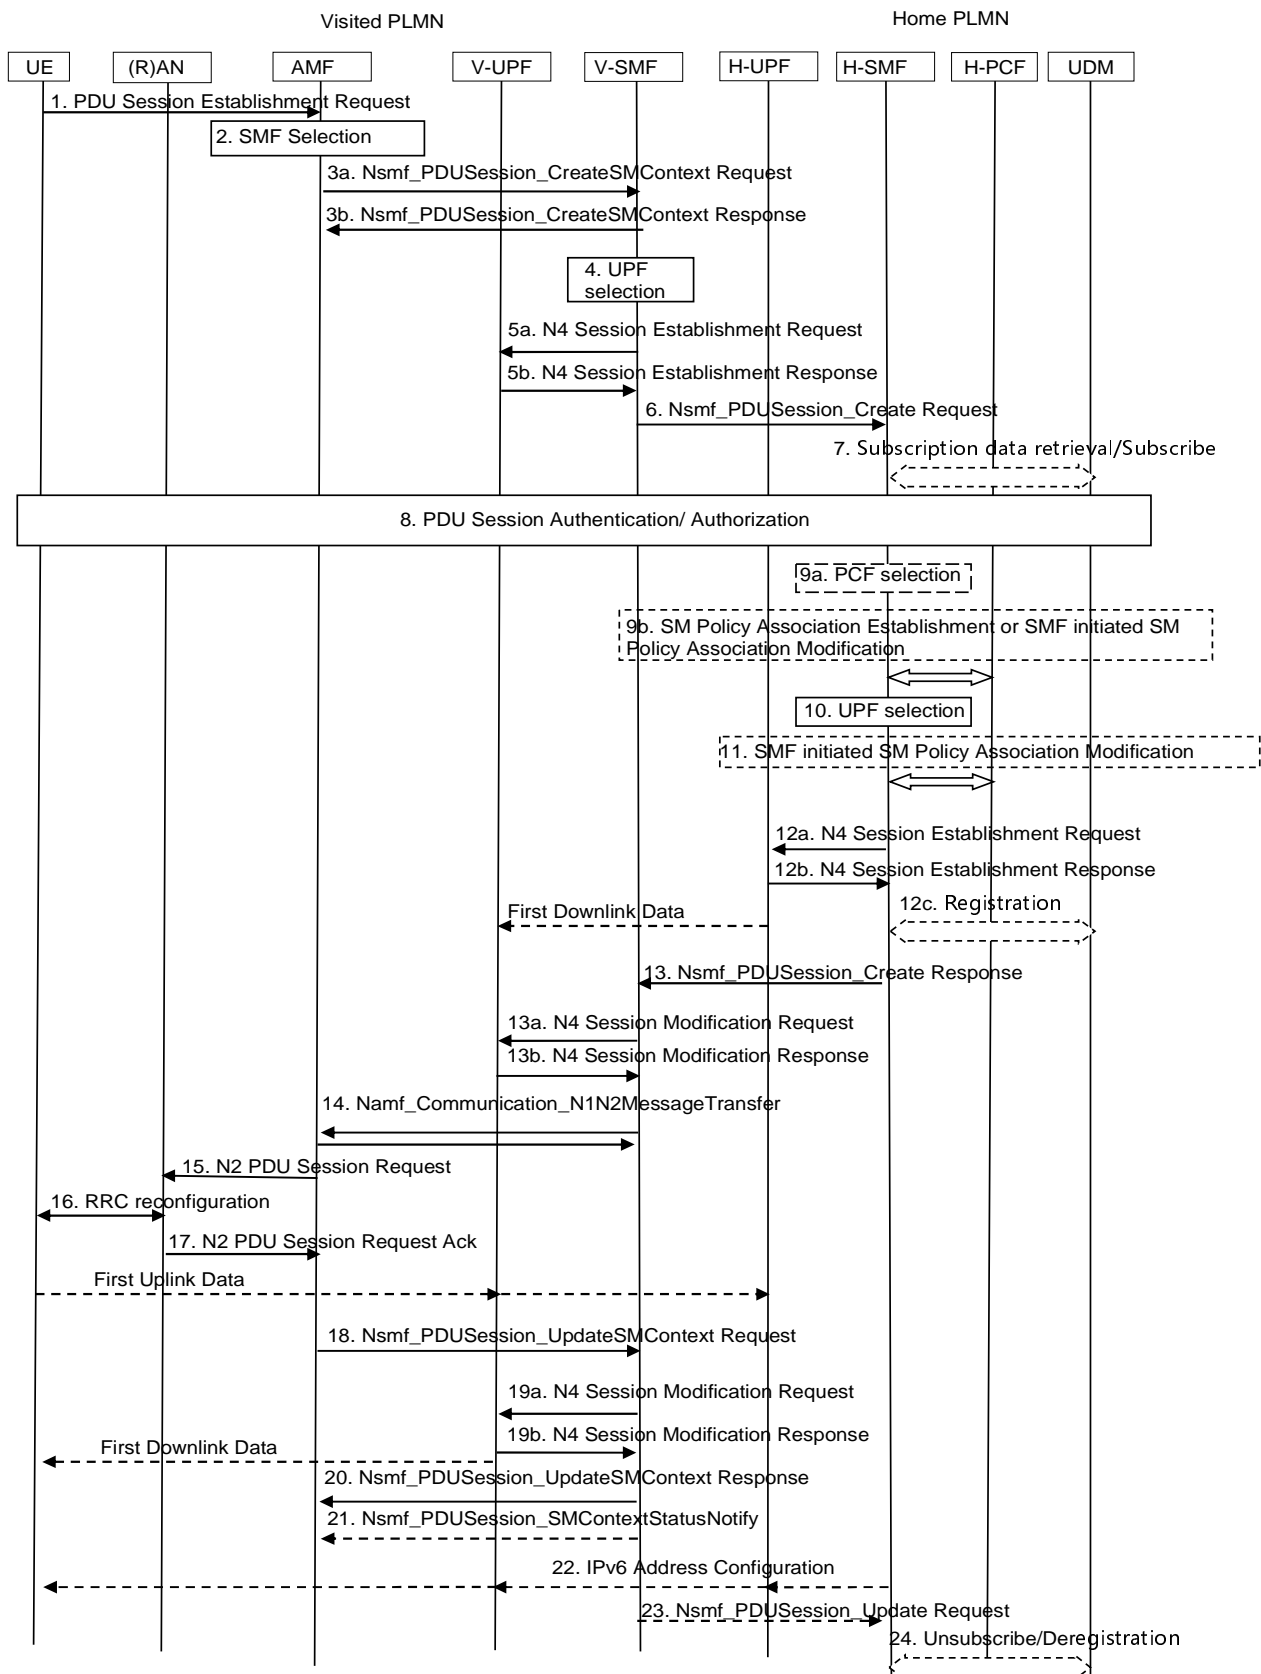 Visited PLMN
Home PLMN
UE
(R)AN
AMF
V-UPF
V-SMF
H-UPF
H-SMF
H-PCF
UDM
1. PDU Session Establishment Request
2. SMF Selection
3a. Nsmf_PDUSession_CreateSMContext Request
3b. Nsmf_PDUSession_CreateSMContext Response
4. UPF
selection
5a. N4 Session Establishment Request
5b. N4 Session Establishment Response
6. Nsmf_PDUSession_Create Request
7. Subscription data retrieval/Subscribe
8. PDU Session Authentication/ Authorization
9a. PCF selection
9b. SM Policy Association Establishment or SMF initiated SM
Policy Association Modification
10. UPF selection
11. SMF initiated SM Policy Association Modification
12a. N4 Session Establishment Request
12b. N4 Session Establishment Response
12c. Registration
First Downlink Data
13. Nsmf_PDUSession_Create Response
13a. N4 Session Modification Request
13b. N4 Session Modification Response
14. Namf_Communication_N1N2MessageTransfer
15. N2 PDU Session Request
16. RRC reconfiguration
17. N2 PDU Session Request Ack
First Uplink Data
18. Nsmf_PDUSession_UpdateSMContext Request
19a. N4 Session Modification Request
19b. N4 Session Modification Response
First Downlink Data
20. Nsmf_PDUSession_UpdateSMContext Response
21. Nsmf_PDUSession_SMContextStatusNotify
22. IPv6 Address Configuration
23. Nsmf_PDUSession_Update Request
24. Unsubscribe/Deregistration